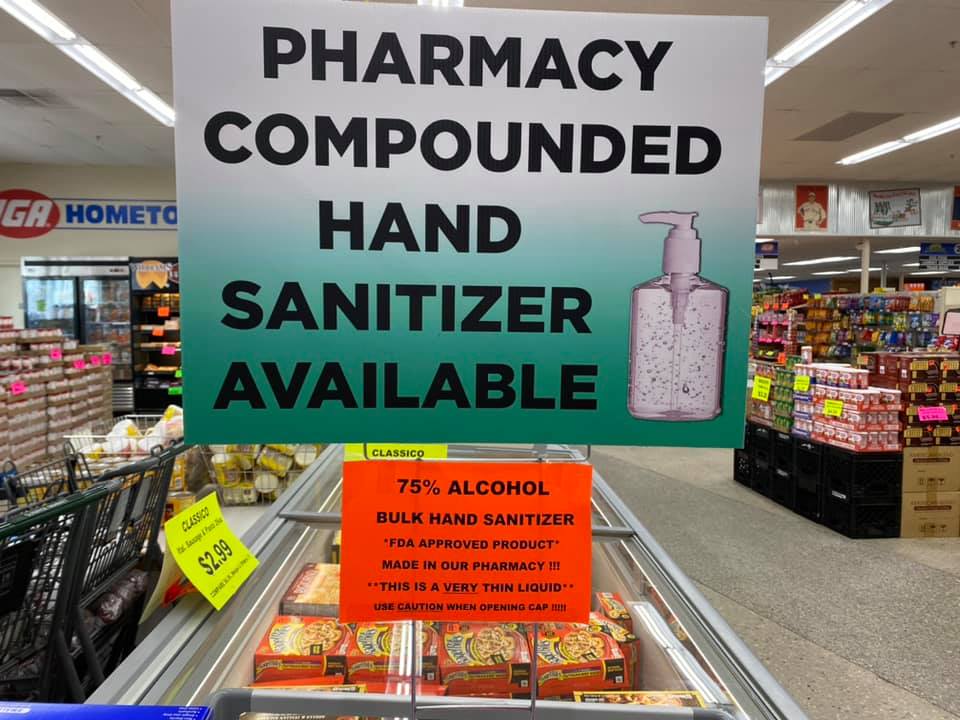 PHARMACY
COMPOUNDED
HAND
SANITIZER
AVAILABLE
IGA HOMETO
CLASSICO
75% ALCOHOL
BULK HAND SANITIZER
*FDA APPROVED PRODUCT*
MADE IN OUR PHARMACY !!!
**THIS IS A VERY THIN LIQUID**
USE CAUTION WHEN OPENING CAP !!!!!
CLASSICO
$2.99